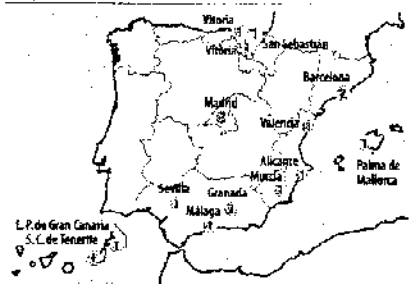 Vitoria
Vitoria
San Sebastián
Barcelona
Madrid
Valencia
Alicante
Murcia
Palma de
Mallorca
Sevilla
Granada
Málaga
L.P. de Gran Canaria
S.C. de Tenerife